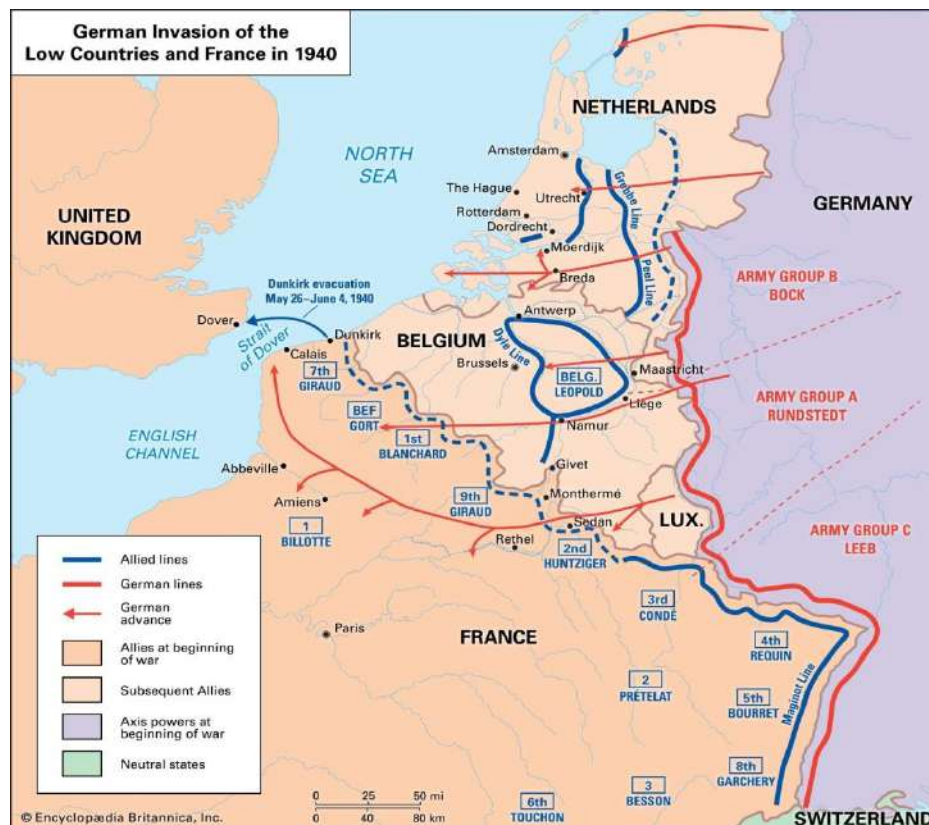 German Invasion of the
Low Countries and France in 1940
NETHERLANDS
NORTH
SEA
Amsterdam
The Hague
Utrecht
Grebbe Line
Rotterdam
Dordrecht
Moerdijk
Peel Line
Breda
UNITED
KINGDOM
GERMANY
ARMY GROUP B
BOCK
Dunkirk evacuation
May 26–June 4, 1940
Dover
Strait
of Dover
Dunkirk
Calais
7th
GIRAUD
Antwerp
BELGIUM
Dyle Line
Brussels
BELG.
LEOPOLD
Maastricht
Liège
ARMY GROUP A
RUNDSTEDT
BEF
GORT
1st
BLANCHARD
Namur
ENGLISH
CHANNEL
Givet
Abbeville
Amiens
9th
GIRAUD
Monthermé
Sedan
LUX.
ARMY GROUP C
LEEB
1
BILLOTTE
Rethel
2nd
HUNTZIGER
3rd
CONDÉ
Paris
FRANCE
4th
REQUIN
2
PRÉTELAT
5th
BOURRET
Maginot Line
8th
GARCHERY
3
BESSON
6th
TOUCHON
SWITZERLAND
Allied lines
German lines
German
advance
Allies at beginning
of war
Subsequent Allies
Axis powers at
beginning of war
Neutral states
0 25 50 mi
0 40 80 km
© Encyclopædia Britannica, Inc.